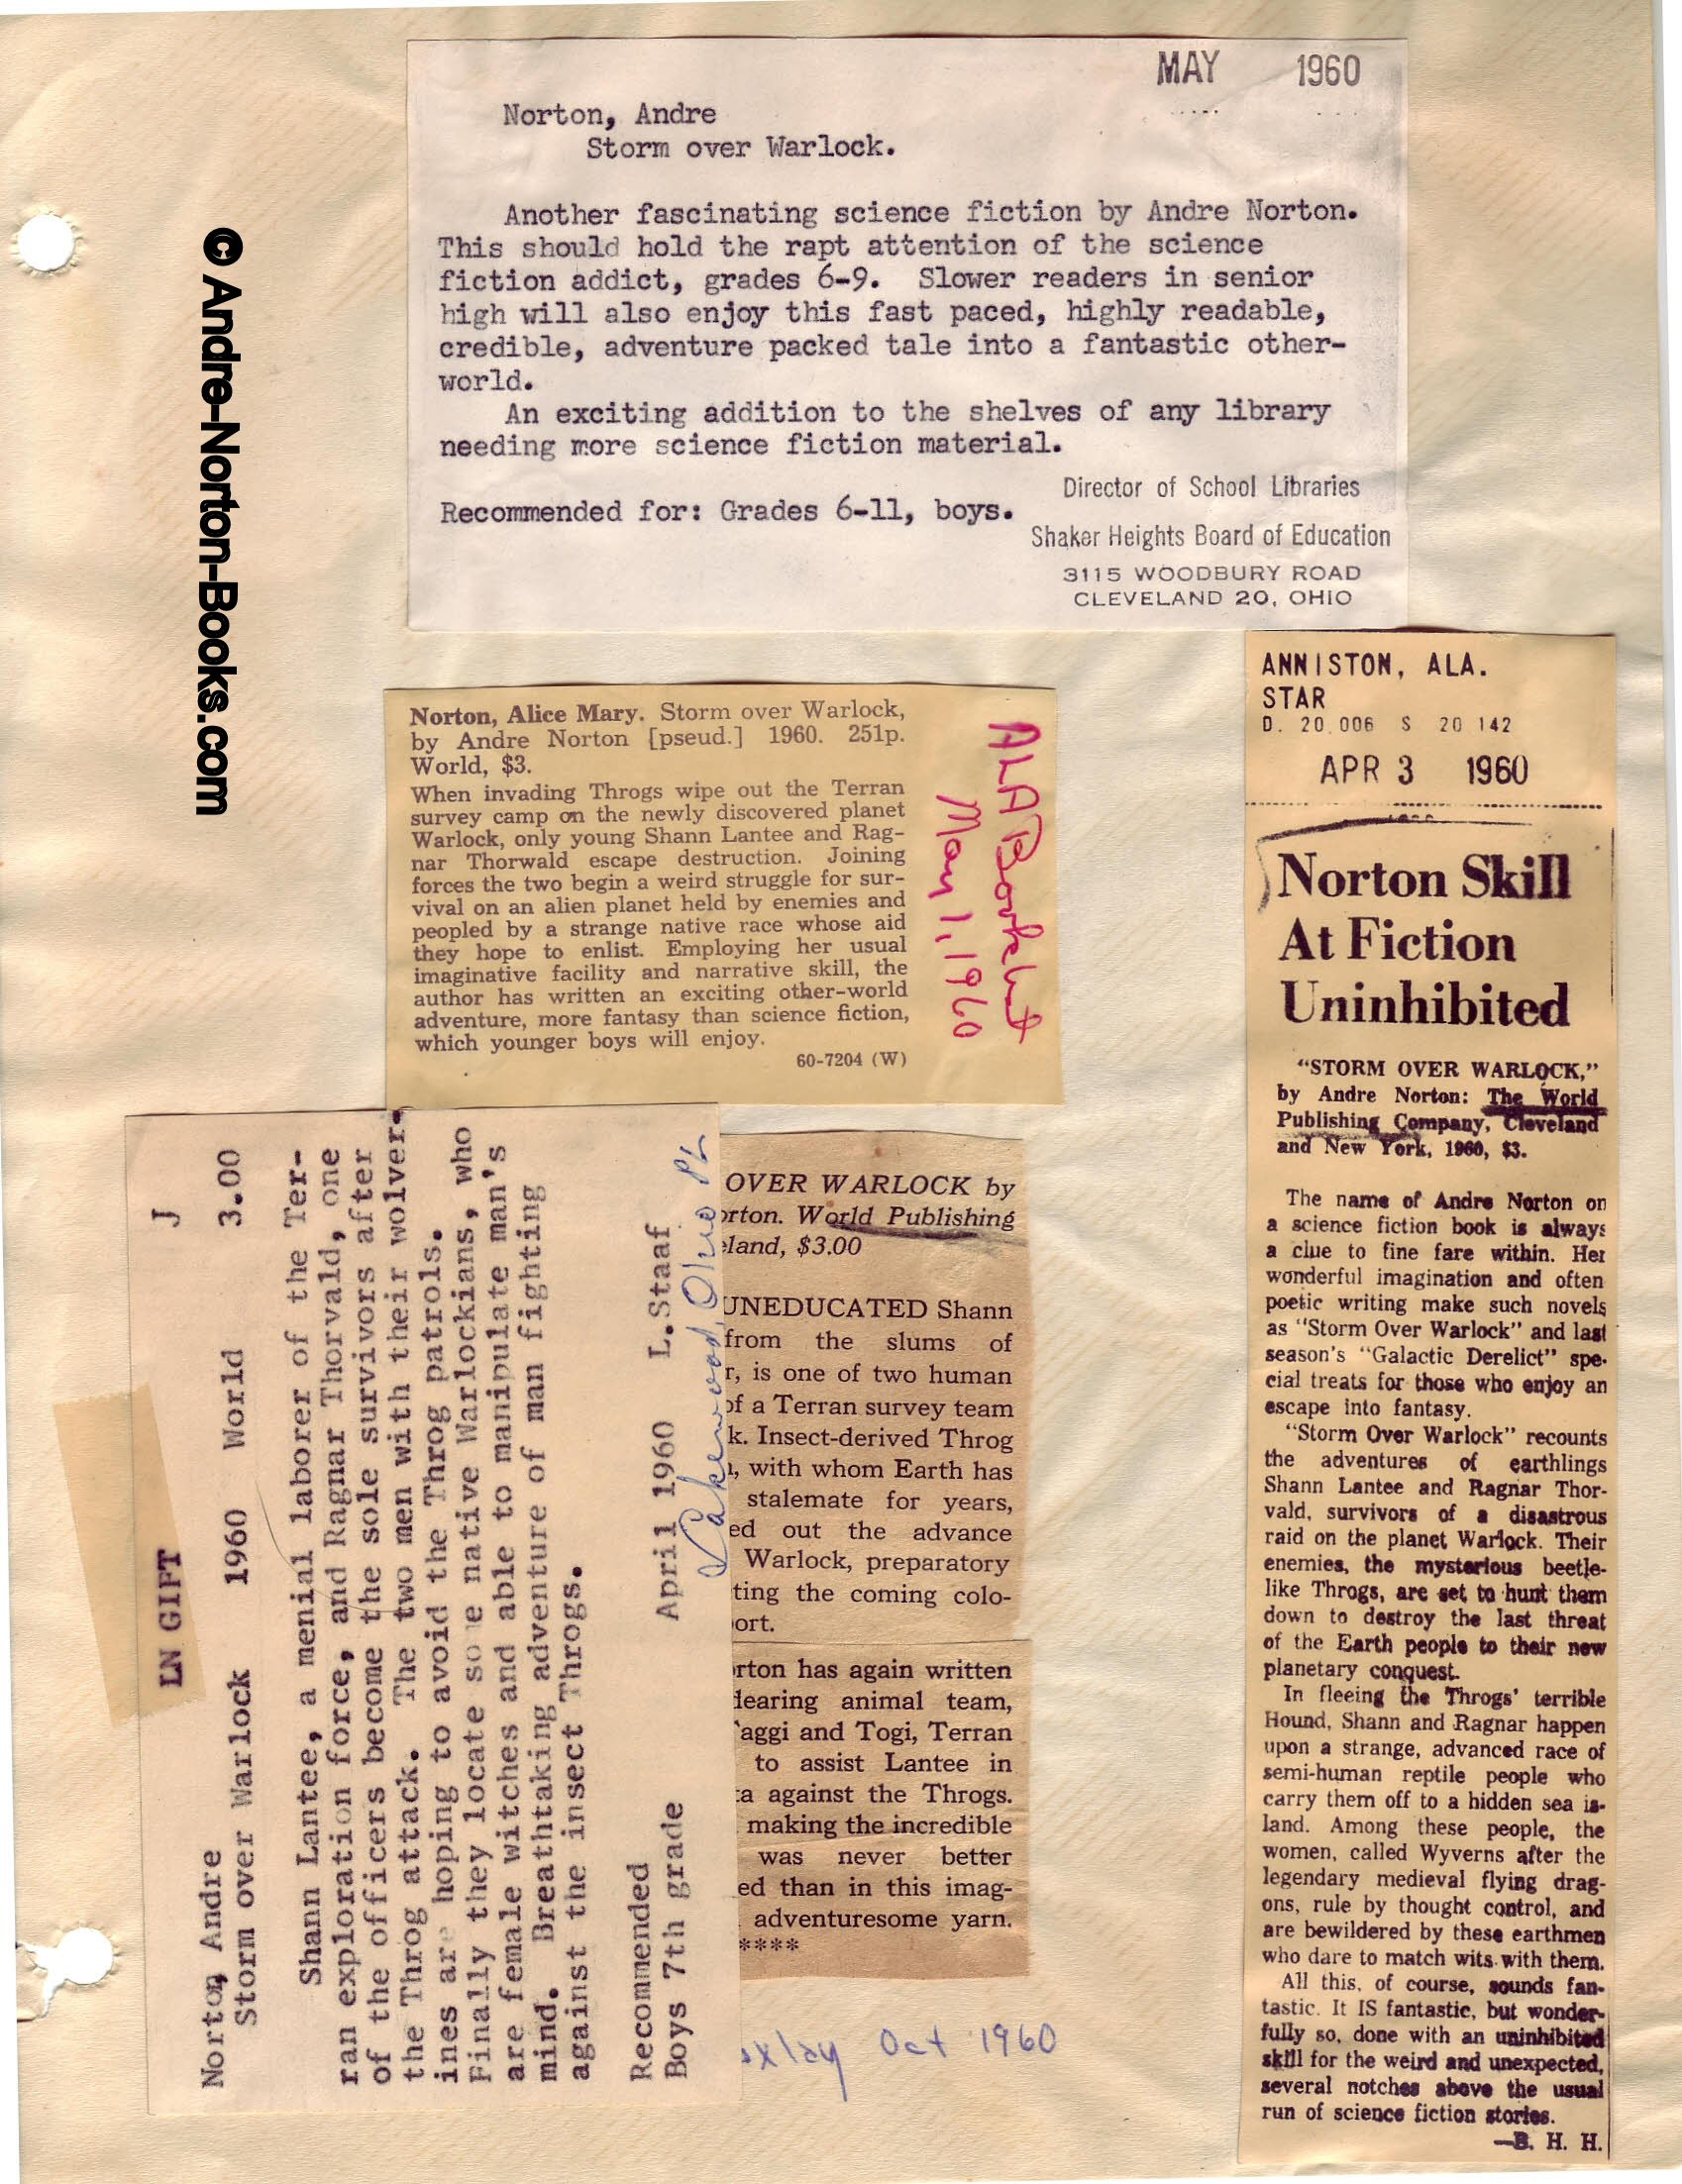 © Andre-Norton-Books.com
MAY 1960
Norton, Andre
Storm over Warlock.
Another fascinating science fiction by Andre Norton.
This should hold the rapt attention of the science
fiction addict, grades 6-9. Slower readers in senior
high will also enjoy this fast paced, highly readable,
credible, adventure packed tale into a fantastic other-
world.
An exciting addition to the shelves of any library
needing more science fiction material.
Recommended for: Grades 6-11, boys.
Director of School Libraries
Shaker Heights Board of Education
3115 WOODBURY ROAD
CLEVELAND 20, OHIO
Norton, Alice Mary. Storm over Warlock,
by Andre Norton [pseud.] 1960. 251p.
World, $3.
When invading Throgs wipe out the Terran
survey camp on the newly discovered planet
Warlock, only young Shann Lantee and Rag-
nar Thorwald escape destruction. Joining
forces the two begin a weird struggle for sur-
vival on an alien planet held by enemies and
peopled by a strange native race whose aid
they hope to enlist. Employing her usual
imaginative facility and narrative skill, the
author has written an exciting other-world
adventure, more fantasy than science fiction,
which younger boys will enjoy.
60-7204 (W)
ALA Booklist
May 1, 1960
ANNISTON, ALA.
STAR
D. 20,006 S 20 142
APR 3 1960
Norton Skill
At Fiction
Uninhibited
"STORM OVER WARLOCK,"
by Andre Norton: The World
Publishing Company, Cleveland
and New York, 1960, $3.
The name of Andre Norton on
a science fiction book is always
a clue to fine fare within. Her
wonderful imagination and often
poetic writing make such novels
as "Storm Over Warlock" and last
season's "Galactic Derelict" spe-
cial treats for those who enjoy an
escape into fantasy.
"Storm Over Warlock" recounts
the adventures of earthlings
Shann Lantee and Ragnar Thor-
vald, survivors of a disastrous
raid on the planet Warlock. Their
enemies, the mysterious beetle-
like Throgs, are set to hunt them
down to destroy the last threat
of the Earth people to their new
planetary conquest.
In fleeing the Throgs' terrible
Hound, Shann and Ragnar happen
upon a strange, advanced race of
semi-human reptile people who
carry them off to a hidden sea is-
land. Among these people, the
women, called Wyverns after the
legendary medieval flying drag-
ons, rule by thought control, and
are bewildered by these earthmen
who dare to match wits with them.
All this, of course, sounds fan-
tastic. It IS fantastic, but wonder-
fully so, done with an uninhibited
skill for the weird and unexpected,
several notches above the usual
run of science fiction stories.
—B. H. H.
LN GIFT J
Norton, Andre
Storm over Warlock 1960 World 3.00
Shann Lantee, a menial laborer of the Ter-
ran exploration force, and Ragnar Thorvald, one
of the officers become the sole survivors after
the Throg attack. The two men with their wolver-
ines are hoping to avoid the Throg patrols.
Finally they locate some native Warlockians, who
are female witches and able to manipulate man's
mind. Breathtaking adventure of man fighting
against the insect Throgs.
Recommended
Boys 7th grade April 1960 L.Staaf
Lakewood, Ohio PL
OVER WARLOCK by
orton. World Publishing
eland, $3.00
UNEDUCATED Shann
from the slums of
r, is one of two human
of a Terran survey team
k. Insect-derived Throg
, with whom Earth has
stalemate for years,
ed out the advance
Warlock, preparatory
ting the coming colo-
ort.
rton has again written
dearing animal team,
aggi and Togi, Terran
to assist Lantee in
a against the Throgs.
making the incredible
was never better
ed than in this imag-
adventuresome yarn.
****
Oct 1960